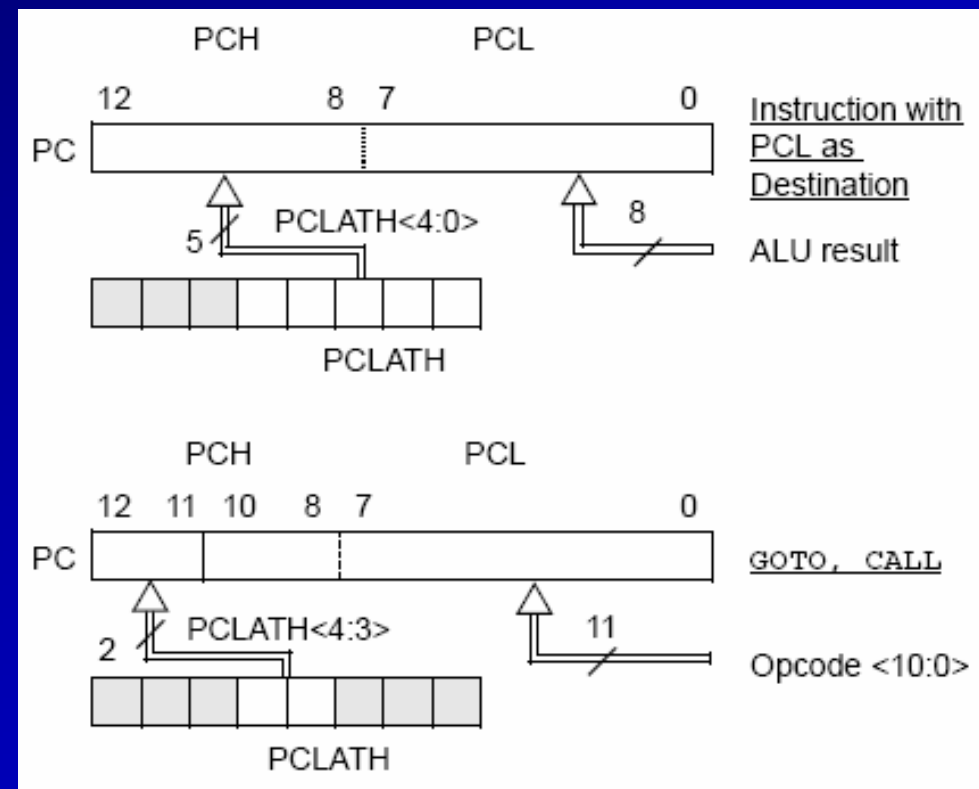 PCH PCL
12 8 7 0
Instruction with
PCL as
Destination
PC
5 PCLATH<4:0> 8
ALU result
PCLATH
PCH PCL
12 11 10 8 7 0
PC GOTO, CALL
2 PCLATH<4:3> 11
Opcode <10:0>
PCLATH